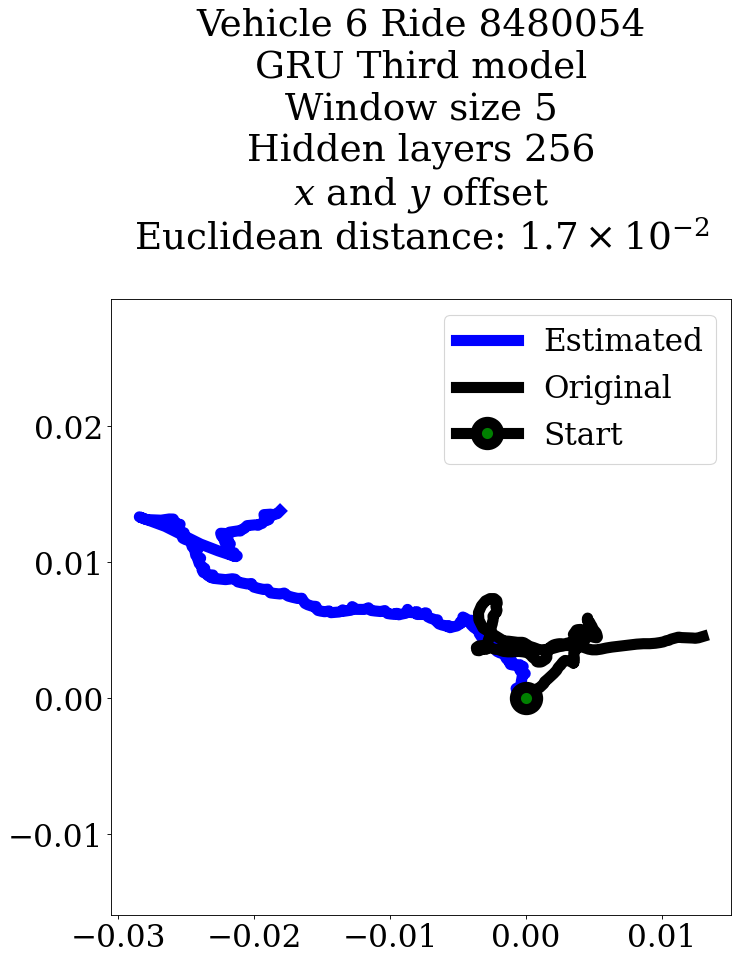 Vehicle 6 Ride 8480054
GRU Third model
Window size 5
Hidden layers 256
x and y offset
Euclidean distance: 1.7 × 10⁻²
Estimated
Original
Start
0.02
0.01
0.00
−0.01
−0.03 −0.02 −0.01 0.00 0.01